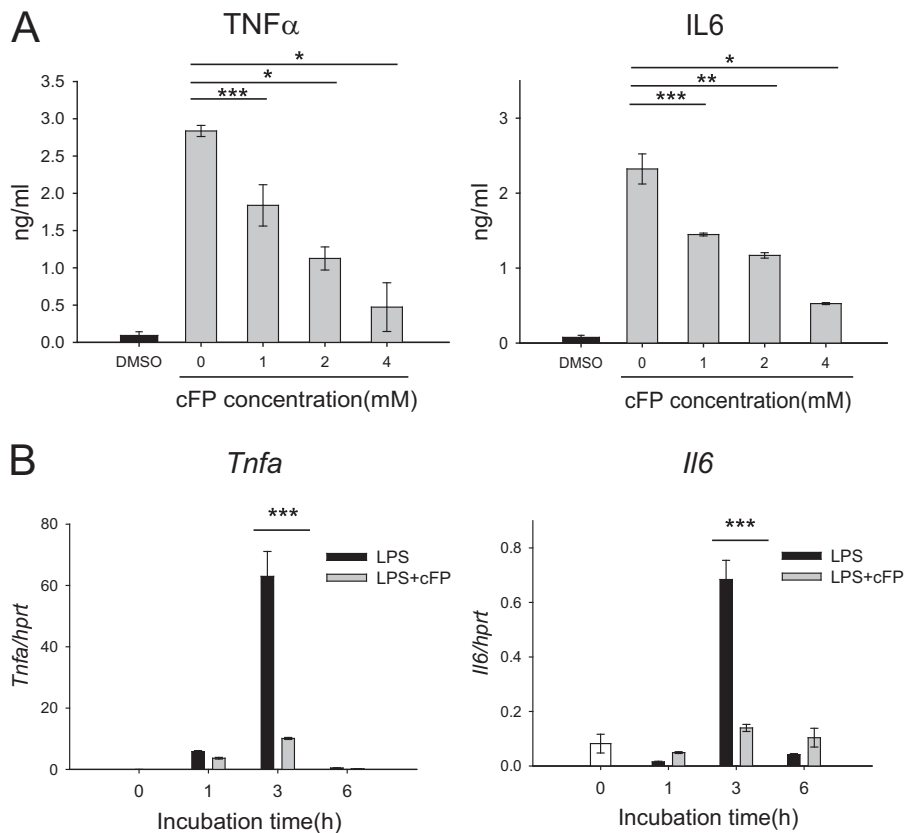 A
TNFα
*
*
***
3.5
3.0
2.5
2.0
1.5
1.0
0.5
0.0
ng/ml
DMSO 0 1 2 4
cFP concentration(mM)
IL6
*
**
***
3
2
1
0
ng/ml
DMSO 0 1 2 4
cFP concentration(mM)
B
Tnfa
***
80
60
40
20
0
Tnfa/hprt
LPS
LPS+cFP
0 1 3 6
Incubation time(h)
Il6
***
0.8
0.6
0.4
0.2
0.0
Il6/hprt
LPS
LPS+cFP
0 1 3 6
Incubation time(h)